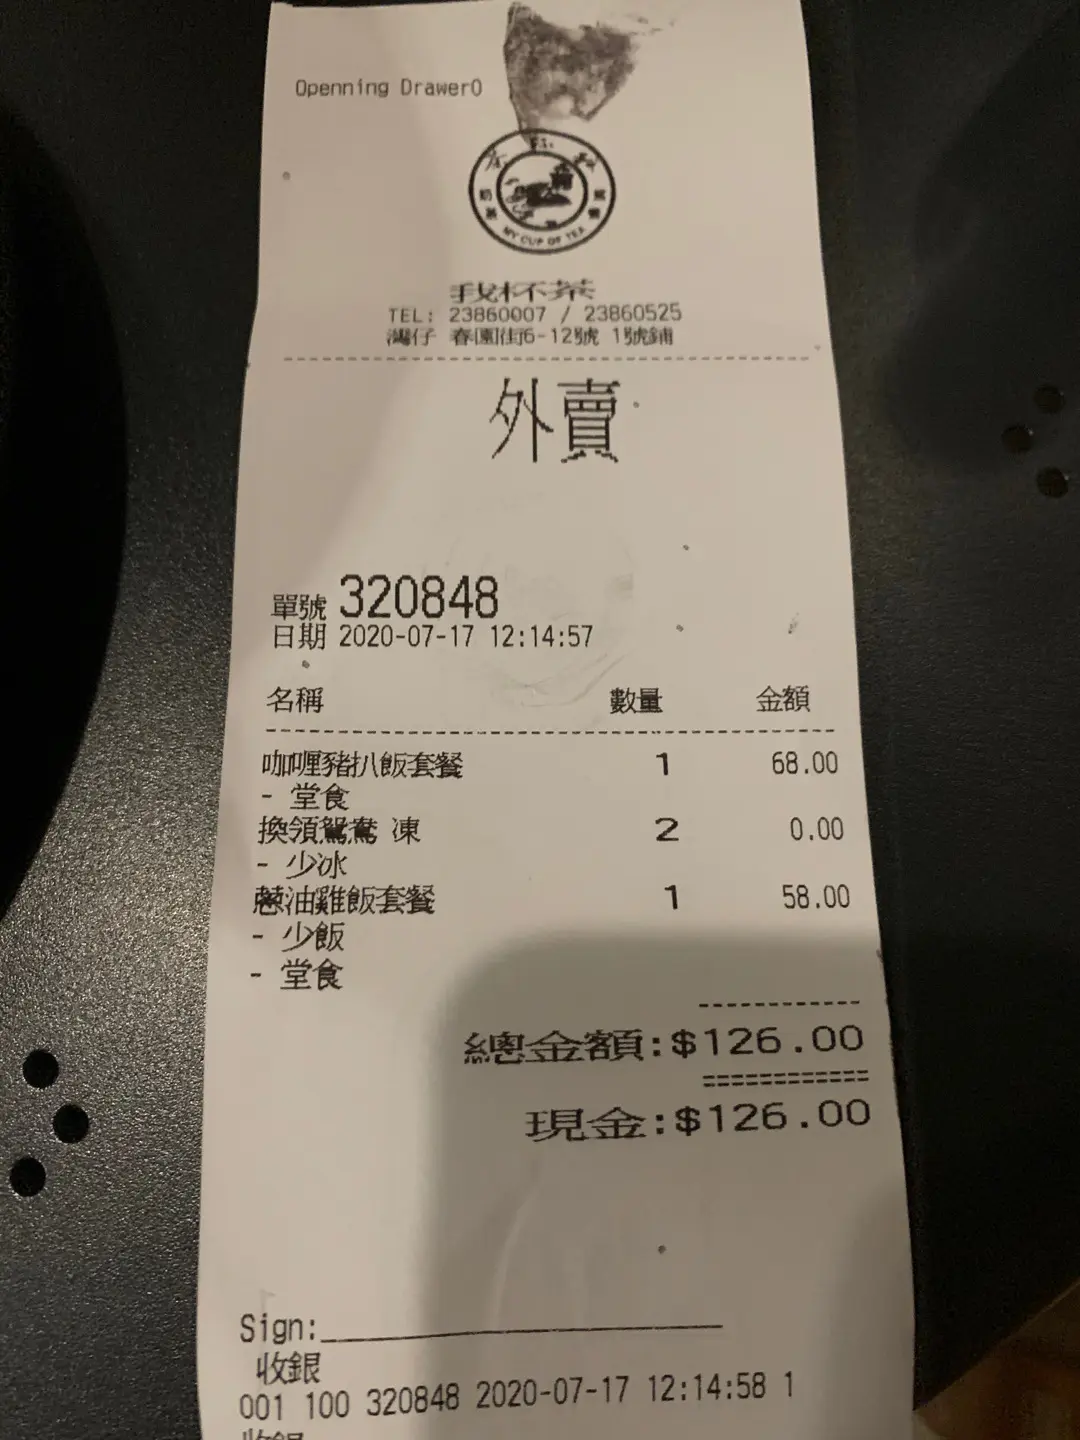 Openning Drawer0
MY CUP OF TEA
我杯茶
TEL: 23860007 / 23860525
灣仔 春園街6-12號 1號鋪
外賣
單號 320848
日期 2020-07-17 12:14:57
名稱 數量 金額
咖喱豬扒飯套餐 1 68.00
- 堂食
換領鴛鴦 凍 2 0.00
- 少冰
蔥油雞飯套餐 1 58.00
- 少飯
- 堂食
總金額:$126.00
現金:$126.00
Sign:
收銀
001 100 320848 2020-07-17 12:14:58 1
收銀